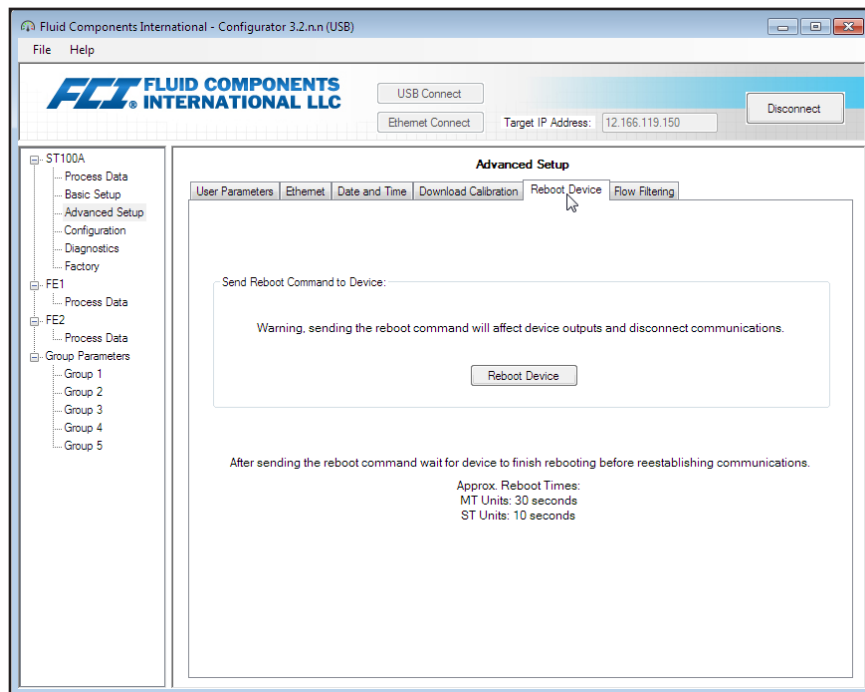 Fluid Components International - Configurator 3.2.n.n (USB)
File Help
FCI. FLUID COMPONENTS
® INTERNATIONAL LLC
USB Connect
Ethernet Connect
Target IP Address: 12.166.119.150
Disconnect
ST100A
Process Data
Basic Setup
Advanced Setup
Configuration
Diagnostics
Factory
FE1
Process Data
FE2
Process Data
Group Parameters
Group 1
Group 2
Group 3
Group 4
Group 5
Advanced Setup
User Parameters Ethernet Date and Time Download Calibration Reboot Device Flow Filtering
Send Reboot Command to Device:
Warning, sending the reboot command will affect device outputs and disconnect communications.
Reboot Device
After sending the reboot command wait for device to finish rebooting before reestablishing communications.
Approx. Reboot Times:
MT Units: 30 seconds
ST Units: 10 seconds